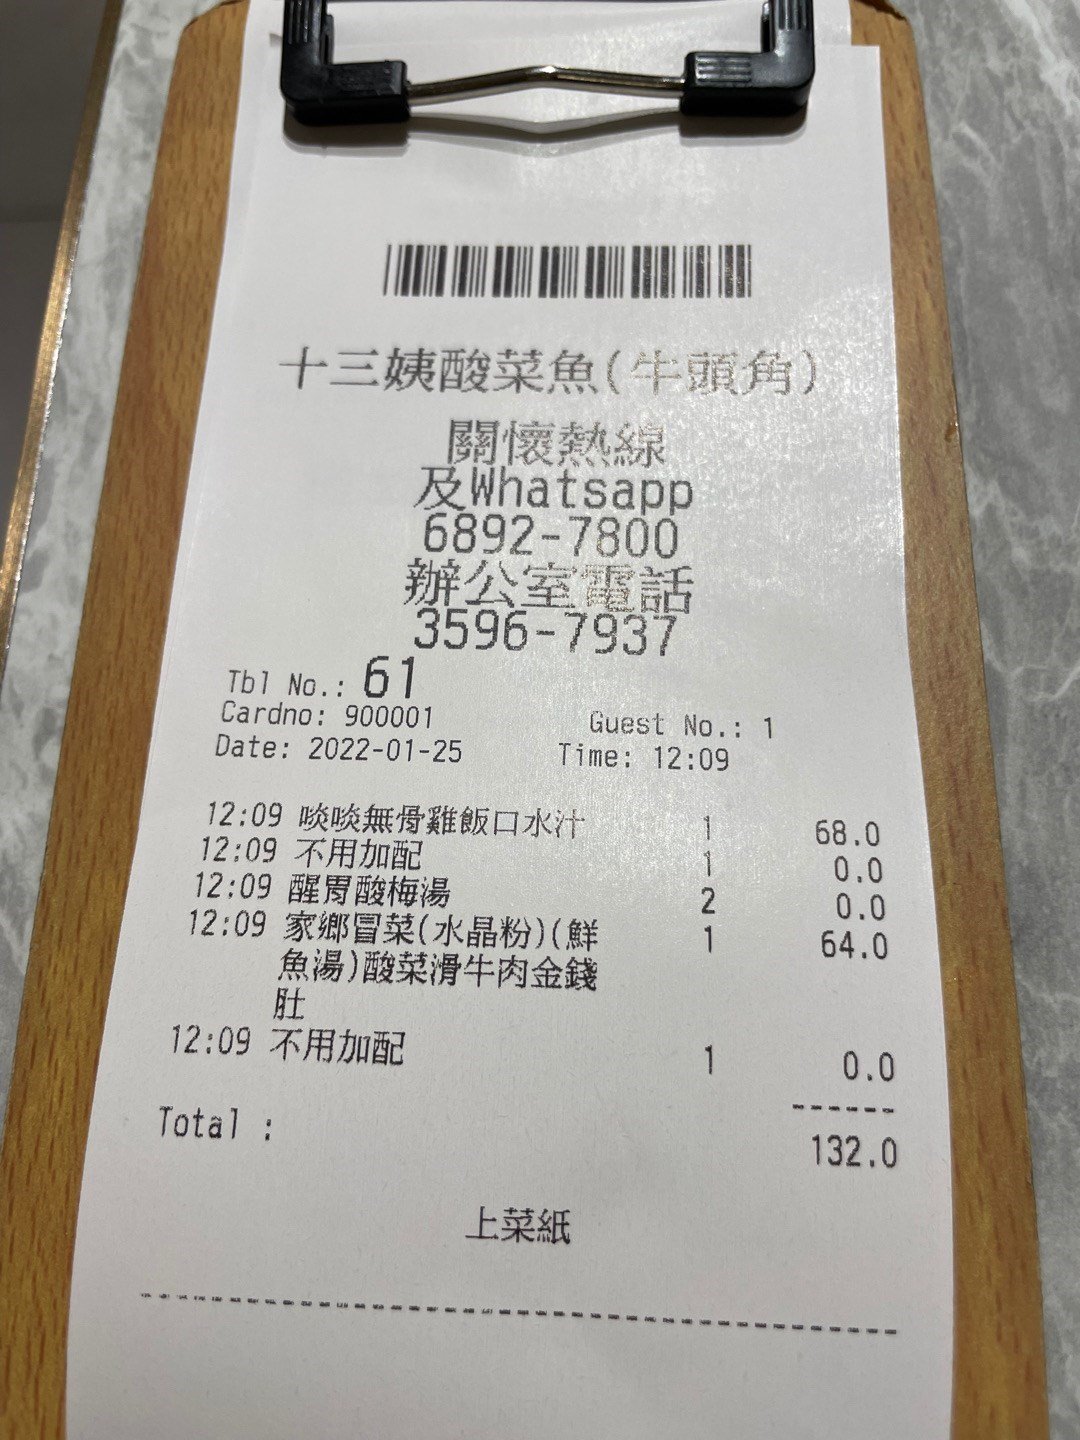 十三姨酸菜魚(牛頭角)
關懷熱線
及Whatsapp
6892-7800
辦公室電話
3596-7937
Tbl No.: 61
Cardno: 900001 Guest No.: 1
Date: 2022-01-25 Time: 12:09
12:09 啖啖無骨雞飯口水汁 1 68.0
12:09 不用加配 1 0.0
12:09 醒胃酸梅湯 2 0.0
12:09 家鄉冒菜(水晶粉)(鮮 1 64.0
魚湯)酸菜滑牛肉金錢
肚
12:09 不用加配 1 0.0
------
Total : 132.0
上菜紙